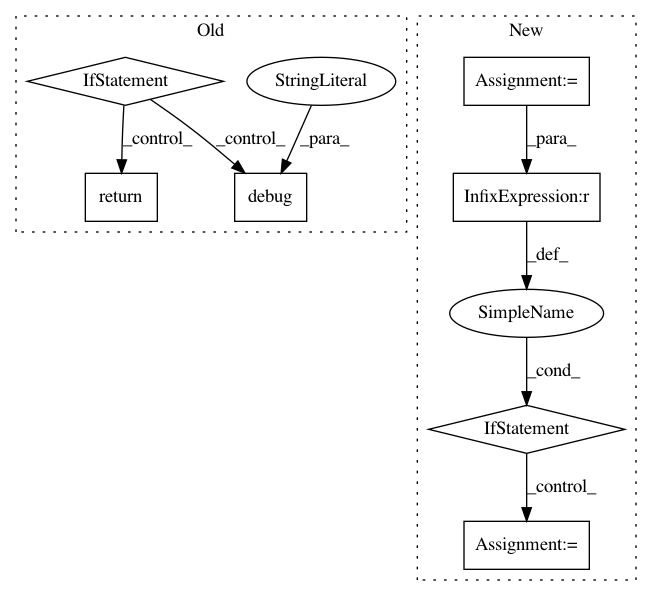 Old
New
IfStatement
StringLiteral
Assignment:=
_control_
_control_
_para_
_para_
return
debug
InfixExpression:r
_def_
SimpleName
_cond_
IfStatement
_control_
Assignment:=